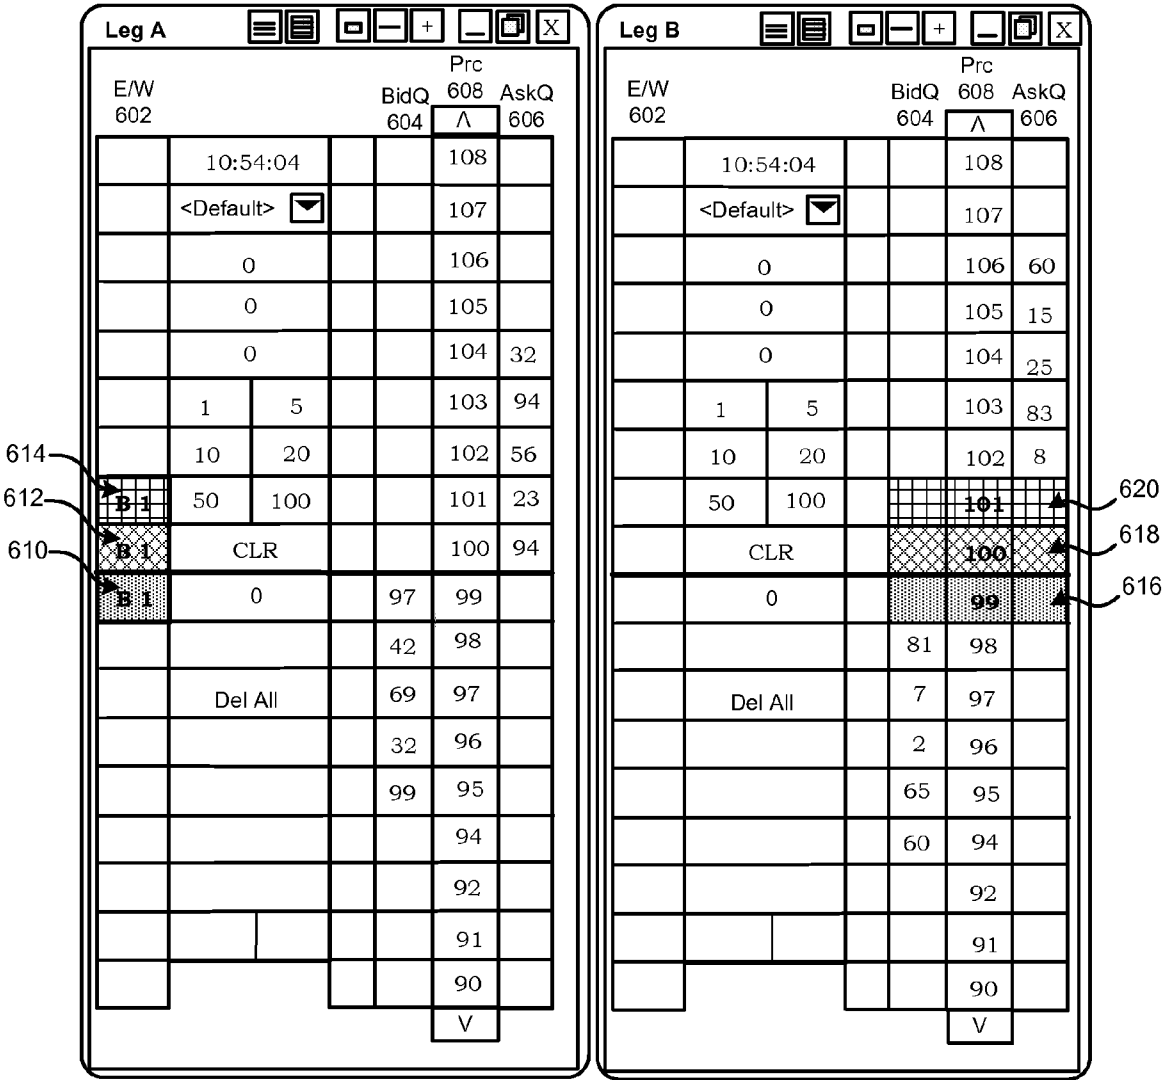 Leg A X
Prc
E/W BidQ 608 AskQ
602 604 Λ 606
10:54:04 108
<Default> 107
0 106
0 105
0 104 32
1 5 103 94
10 20 102 56
614 B 1 50 100 101 23
612 B 1 CLR 100 94
610 B 1 0 97 99
42 98
Del All 69 97
32 96
99 95
94
92
91
90
V
Leg B X
Prc
E/W BidQ 608 AskQ
602 604 Λ 606
10:54:04 108
<Default> 107
0 106 60
0 105 15
0 104 25
1 5 103 83
10 20 102 8
50 100 101 620
CLR 100 618
0 99 616
81 98
Del All 7 97
2 96
65 95
60 94
92
91
90
V